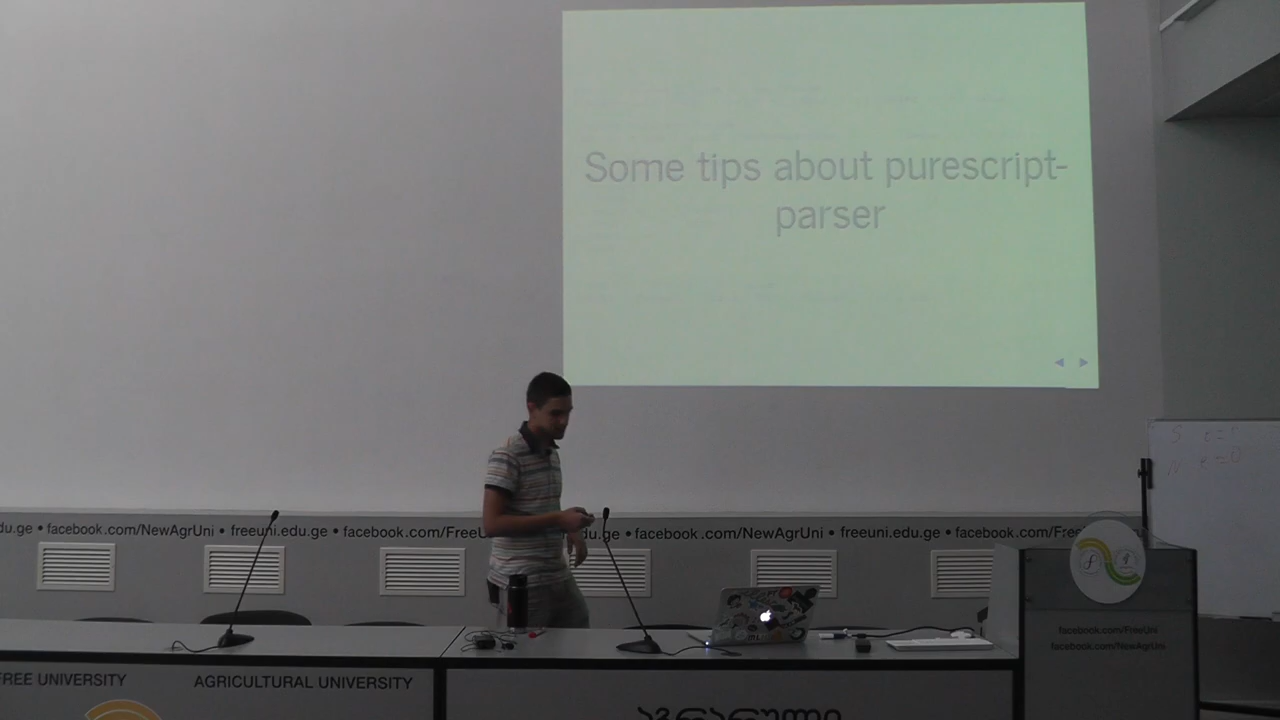 Some tips about purescript-
parser
du.ge • facebook.com/NewAgrUni • freeuni.edu.ge • facebook.com/FreeU
du.ge • facebook.com/NewAgrUni • freeuni.edu.ge • facebook.com/Free
facebook.com/FreeUni
facebook.com/NewAgrUni
FREE UNIVERSITY
AGRICULTURAL UNIVERSITY